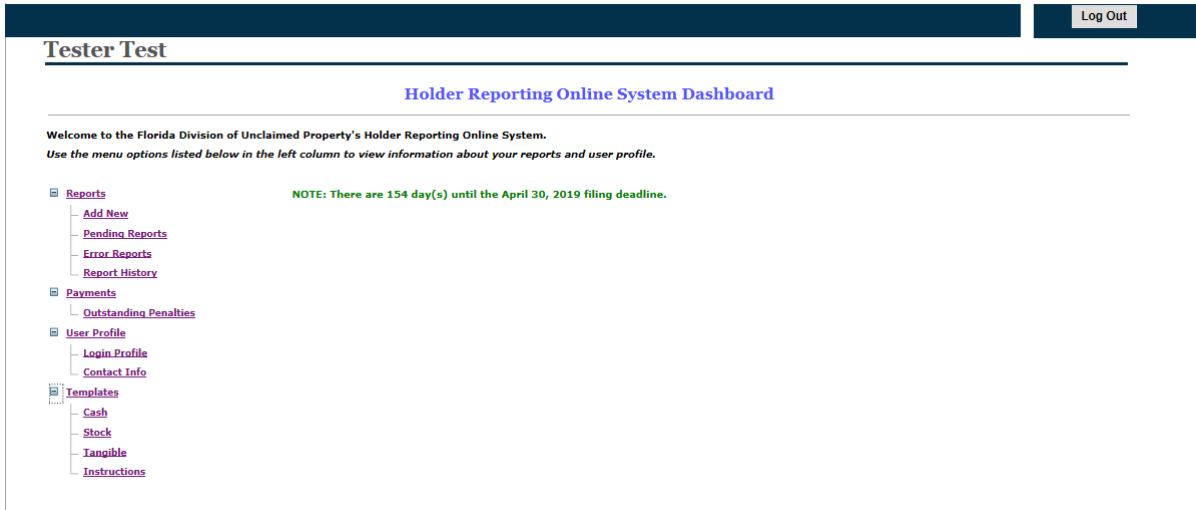 Log Out
Tester Test
Holder Reporting Online System Dashboard
Welcome to the Florida Division of Unclaimed Property's Holder Reporting Online System.
Use the menu options listed below in the left column to view information about your reports and user profile.
Reports
NOTE: There are 154 day(s) until the April 30, 2019 filing deadline.
Add New
Pending Reports
Error Reports
Report History
Payments
Outstanding Penalties
User Profile
Login Profile
Contact Info
Templates
Cash
Stock
Tangible
Instructions